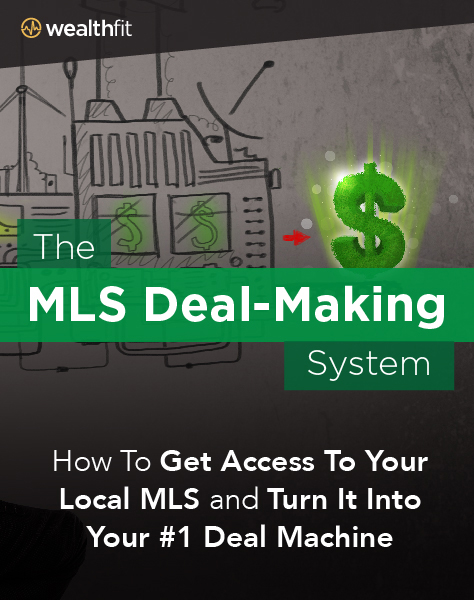 wealthfit
The
MLS Deal-Making
System
How To Get Access To Your
Local MLS and Turn It Into
Your #1 Deal Machine